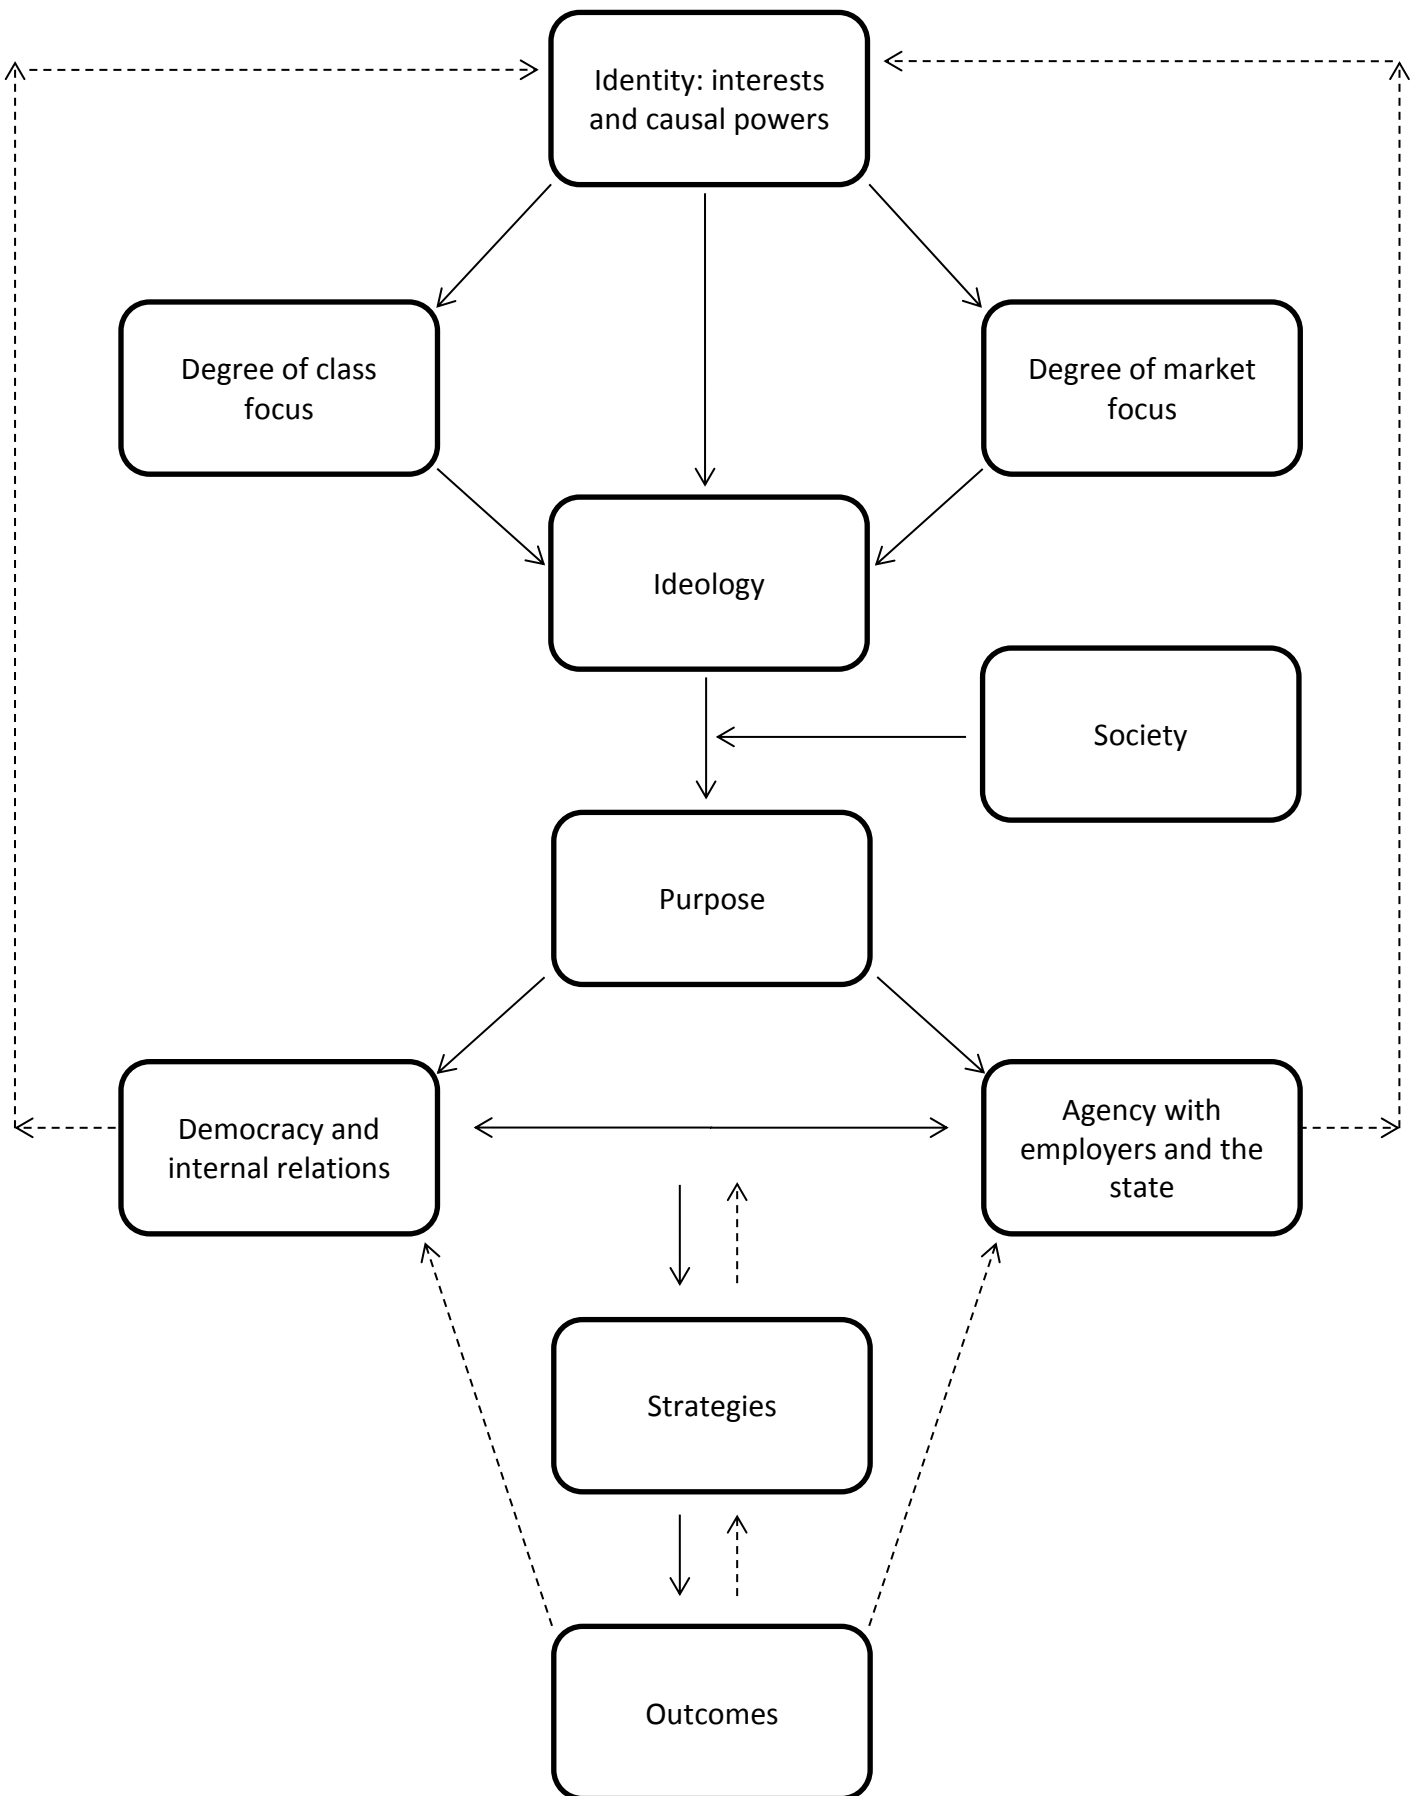 Identity: interests
and causal powers
Degree of class
focus
Degree of market
focus
Ideology
Society
Purpose
Democracy and
internal relations
Agency with
employers and the
state
Strategies
Outcomes